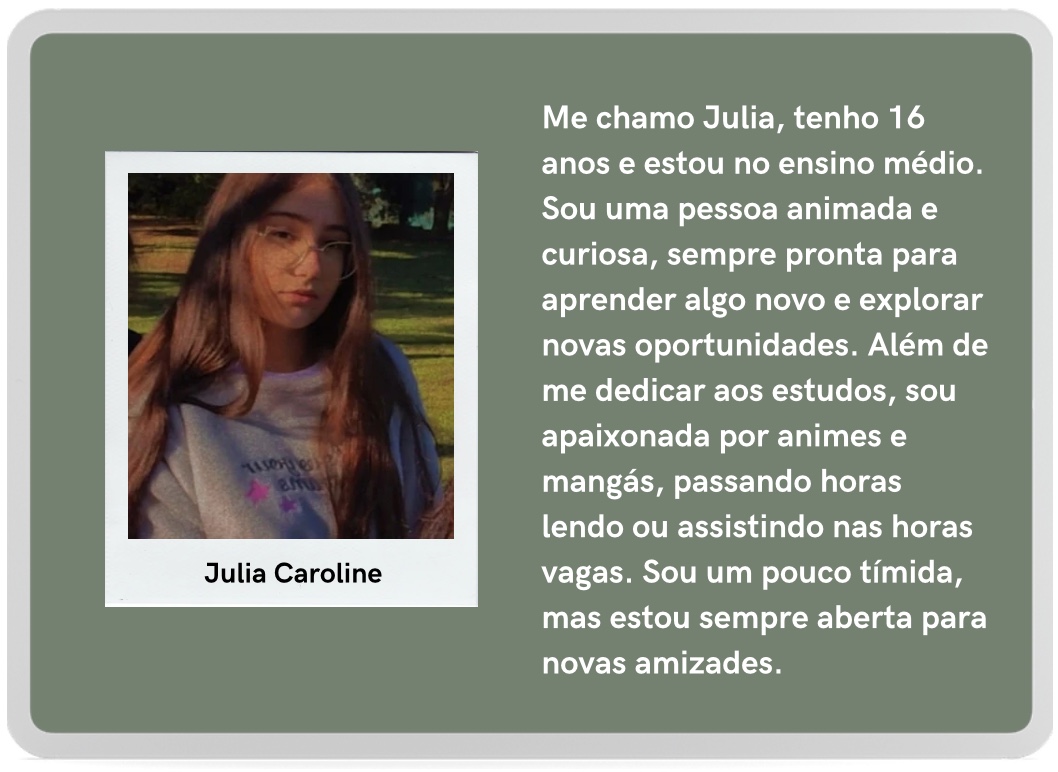 Me chamo Julia, tenho 16
anos e estou no ensino médio.
Sou uma pessoa animada e
curiosa, sempre pronta para
aprender algo novo e explorar
novas oportunidades. Além de
me dedicar aos estudos, sou
apaixonada por animes e
mangás, passando horas
lendo ou assistindo nas horas
vagas. Sou um pouco tímida,
mas estou sempre aberta para
novas amizades.
Julia Caroline